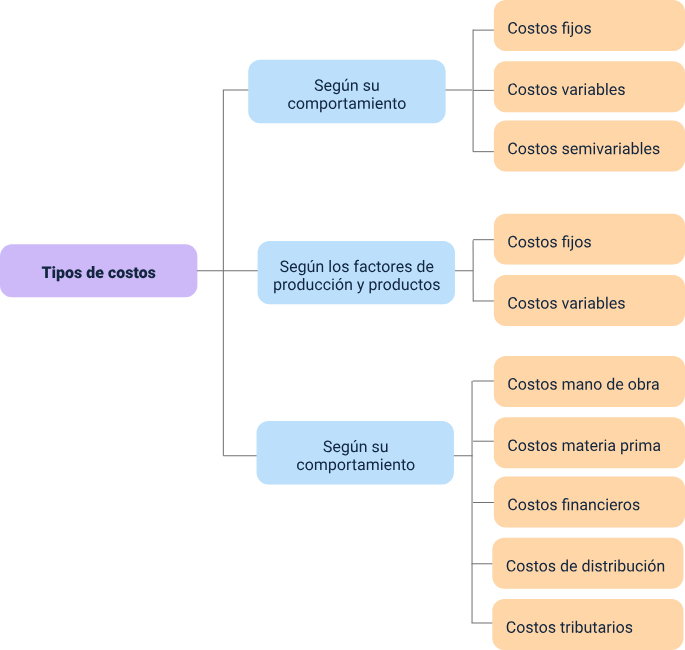 Tipos de costos
Según su
comportamiento
Costos fijos
Costos variables
Costos semivariables
Según los factores de
producción y productos
Costos fijos
Costos variables
Según su
comportamiento
Costos mano de obra
Costos materia prima
Costos financieros
Costos de distribución
Costos tributarios